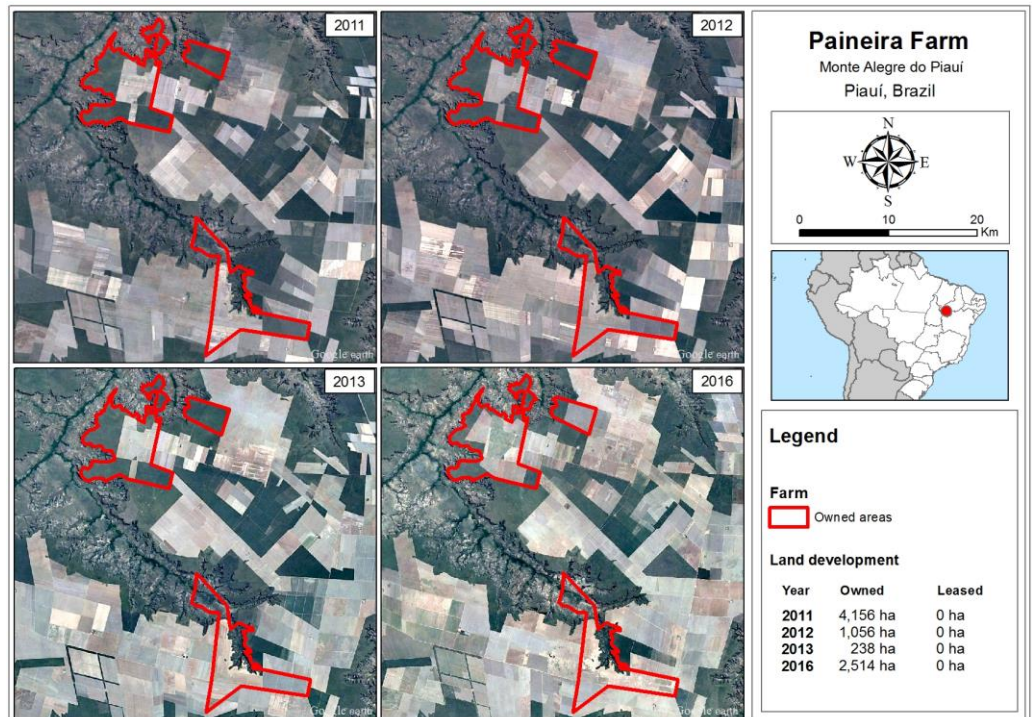 2011
2012
Google earth
Google earth
2013
2016
Google earth
Google earth
Paineira Farm
Monte Alegre do Piauí
Piauí, Brazil
N
W E
S
0 10 20
Km
Legend
Farm
Owned areas
Land development
Year Owned Leased
2011 4,156 ha 0 ha
2012 1,056 ha 0 ha
2013 238 ha 0 ha
2016 2,514 ha 0 ha